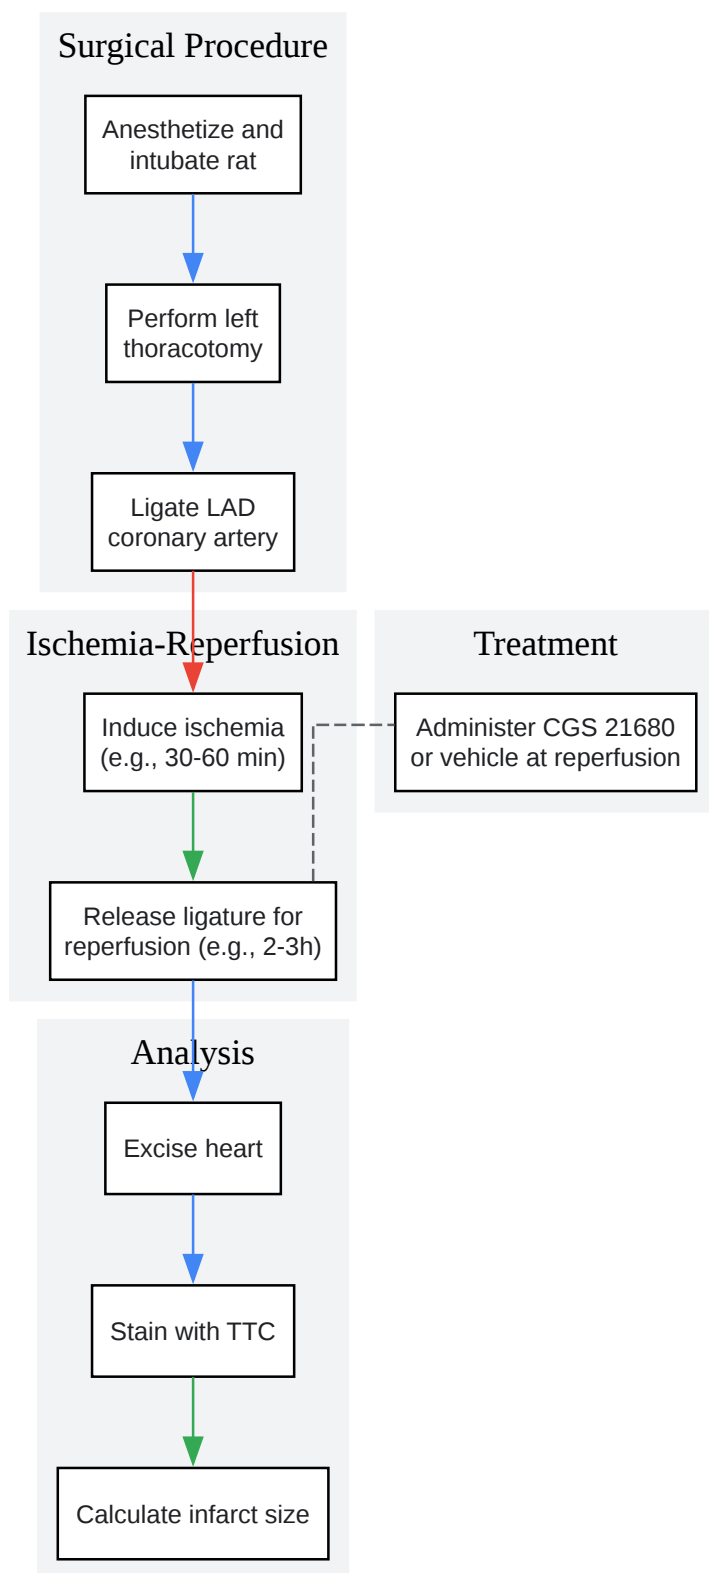 Surgical Procedure
Anesthetize and
intubate rat
Perform left
thoracotomy
Ligate LAD
coronary artery
Ischemia-Reperfusion
Induce ischemia
(e.g., 30-60 min)
Release ligature for
reperfusion (e.g., 2-3h)
Treatment
Administer CGS 21680
or vehicle at reperfusion
Analysis
Excise heart
Stain with TTC
Calculate infarct size